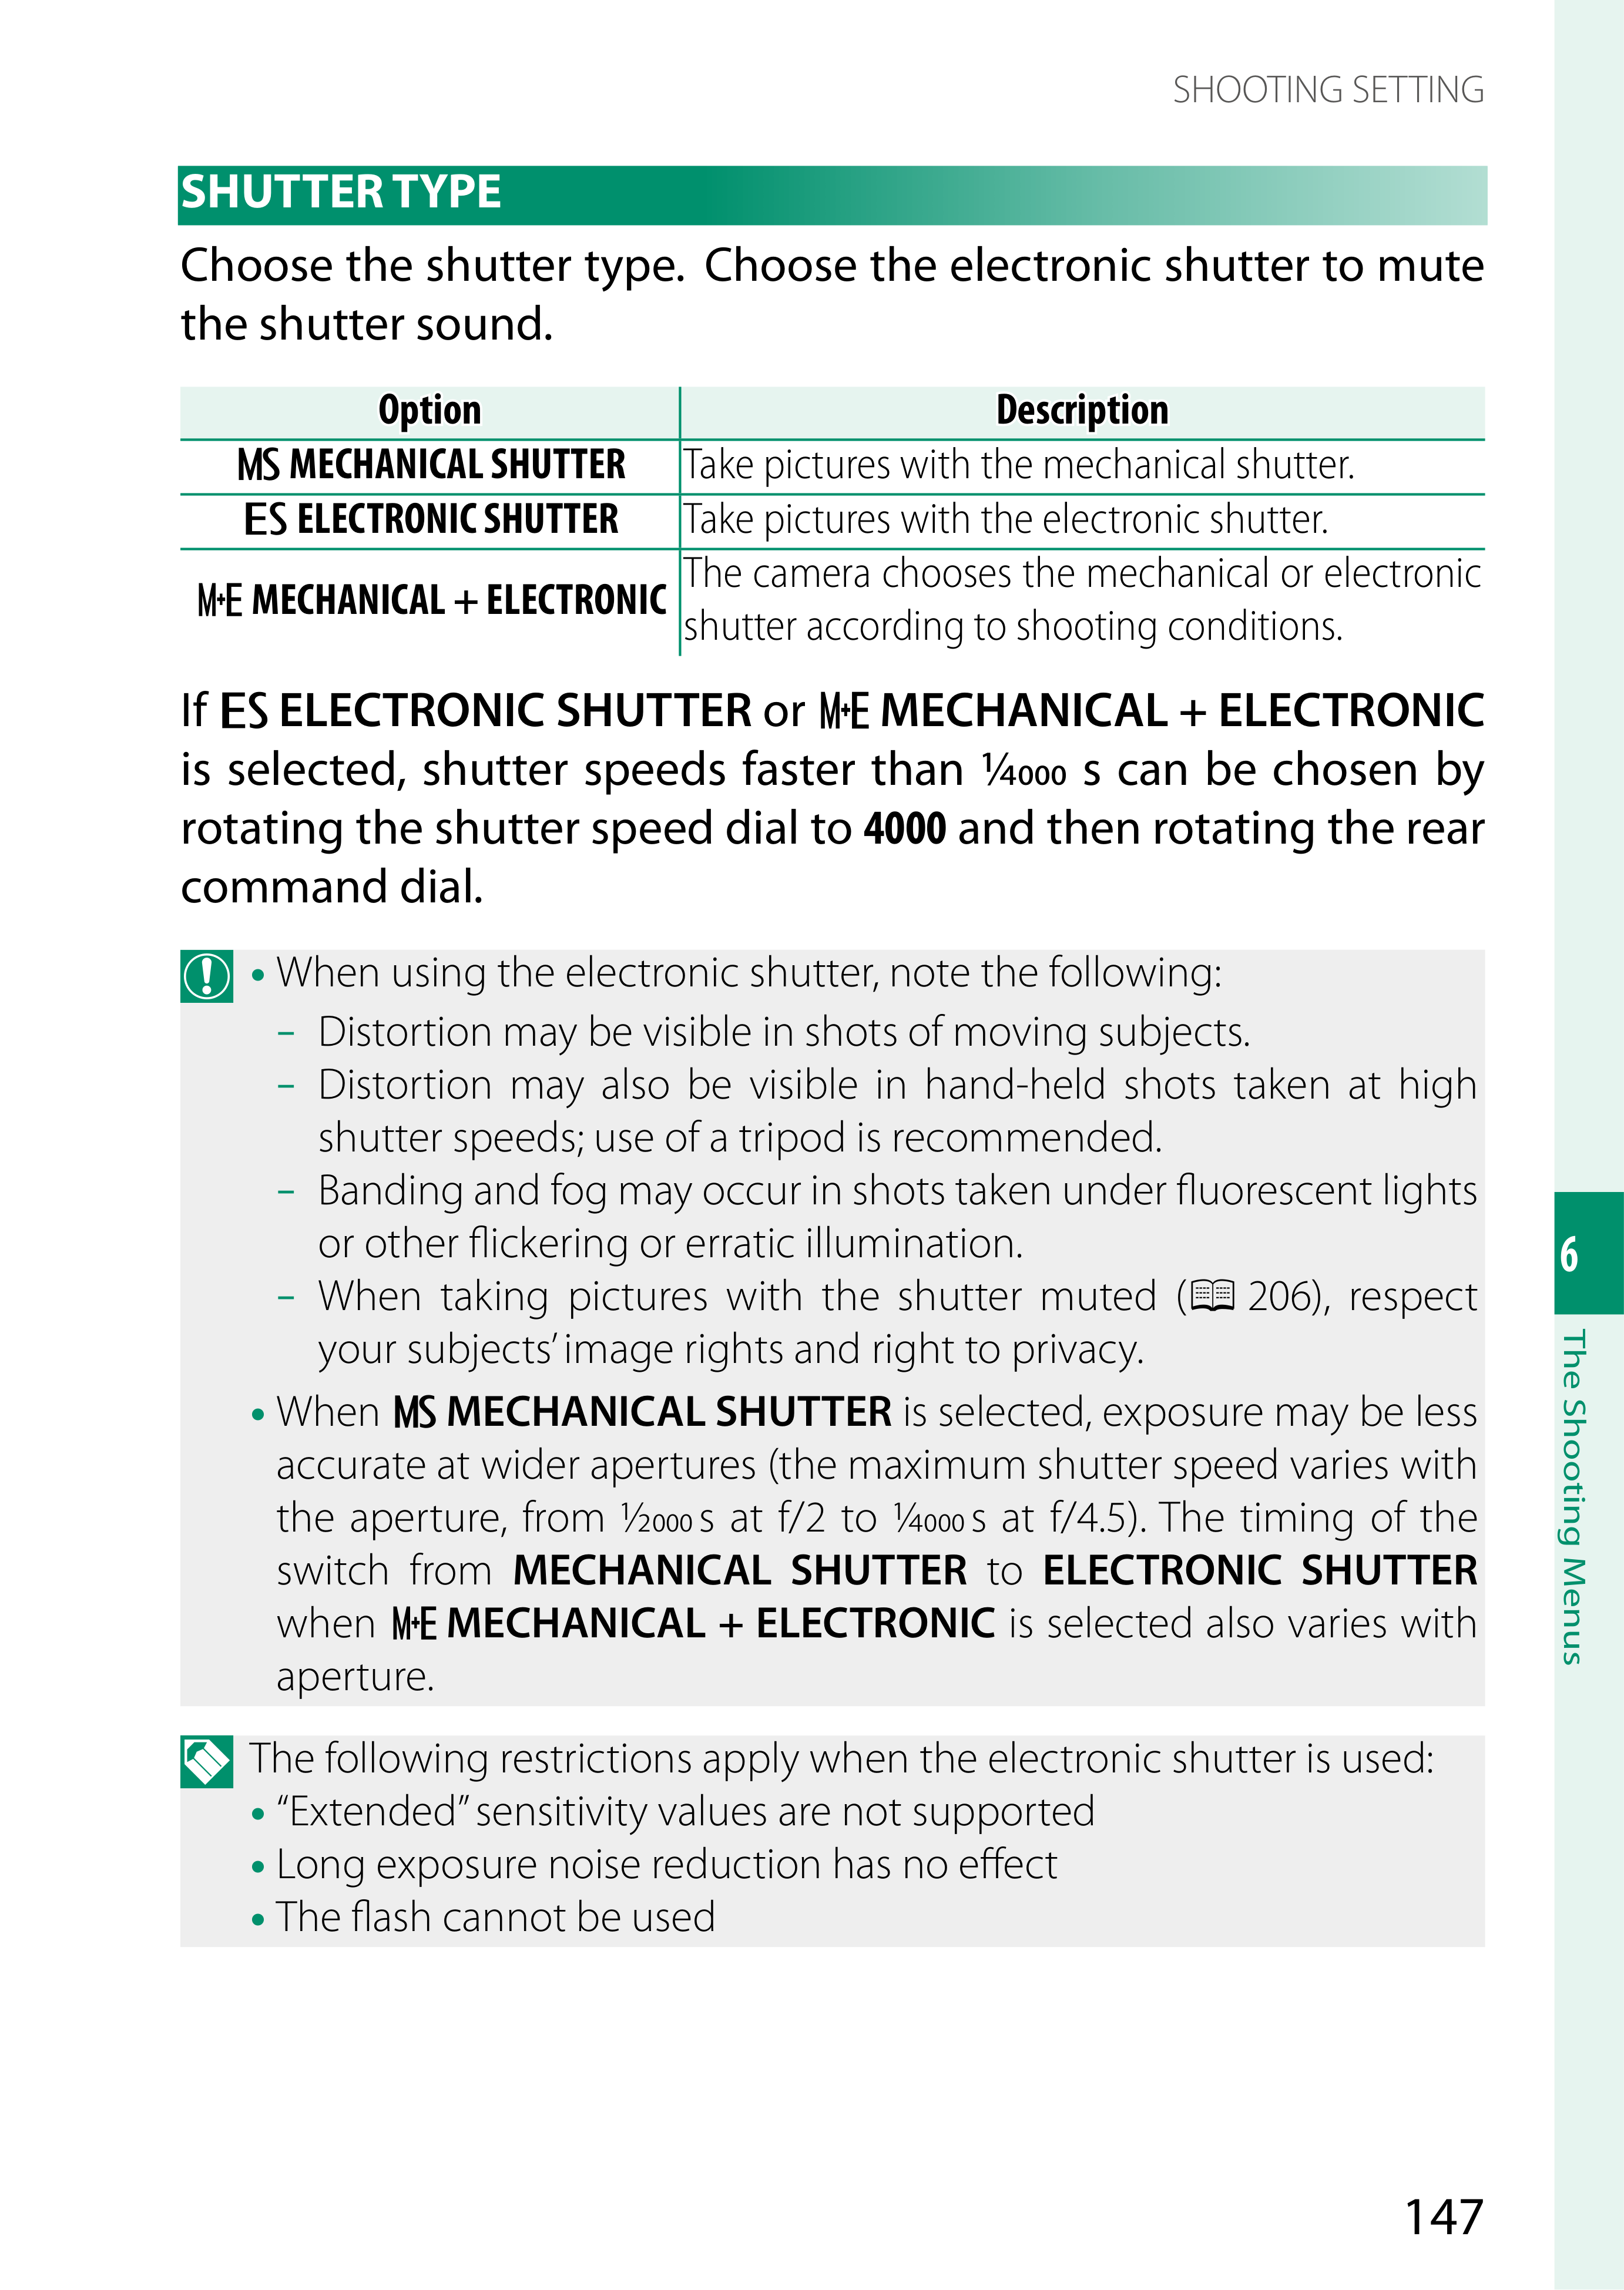 SHOOTING SETTING
SHUTTER TYPE
Choose the shutter type. Choose the electronic shutter to mute
the shutter sound.
Option Description
MS MECHANICAL SHUTTER Take pictures with the mechanical shutter.
ES ELECTRONIC SHUTTER Take pictures with the electronic shutter.
M+E MECHANICAL + ELECTRONIC The camera chooses the mechanical or electronic
shutter according to shooting conditions.
If ES ELECTRONIC SHUTTER or M+E MECHANICAL + ELECTRONIC
is selected, shutter speeds faster than 1/4000 s can be chosen by
rotating the shutter speed dial to 4000 and then rotating the rear
command dial.
• When using the electronic shutter, note the following:
– Distortion may be visible in shots of moving subjects.
– Distortion may also be visible in hand-held shots taken at high
shutter speeds; use of a tripod is recommended.
– Banding and fog may occur in shots taken under fluorescent lights
or other flickering or erratic illumination.
– When taking pictures with the shutter muted (📖 206), respect
your subjects’ image rights and right to privacy.
• When MS MECHANICAL SHUTTER is selected, exposure may be less
accurate at wider apertures (the maximum shutter speed varies with
the aperture, from 1/2000 s at f/2 to 1/4000 s at f/4.5). The timing of the
switch from MECHANICAL SHUTTER to ELECTRONIC SHUTTER
when M+E MECHANICAL + ELECTRONIC is selected also varies with
aperture.
The following restrictions apply when the electronic shutter is used:
• “Extended” sensitivity values are not supported
• Long exposure noise reduction has no effect
• The flash cannot be used
6
The Shooting Menus
147